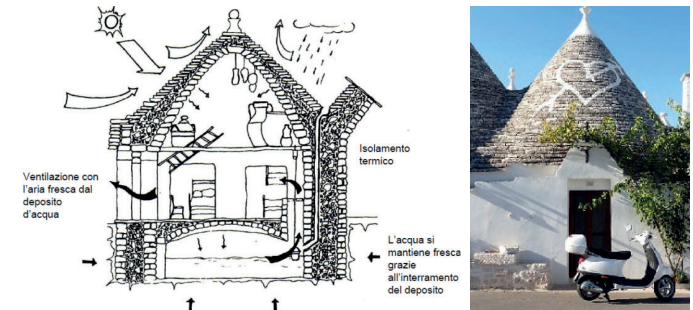 Isolamento
termico
Ventilazione con
l'aria fresca dal
deposito
d'acqua
L'acqua si
mantiene fresca
grazie
all'interramento
del deposito